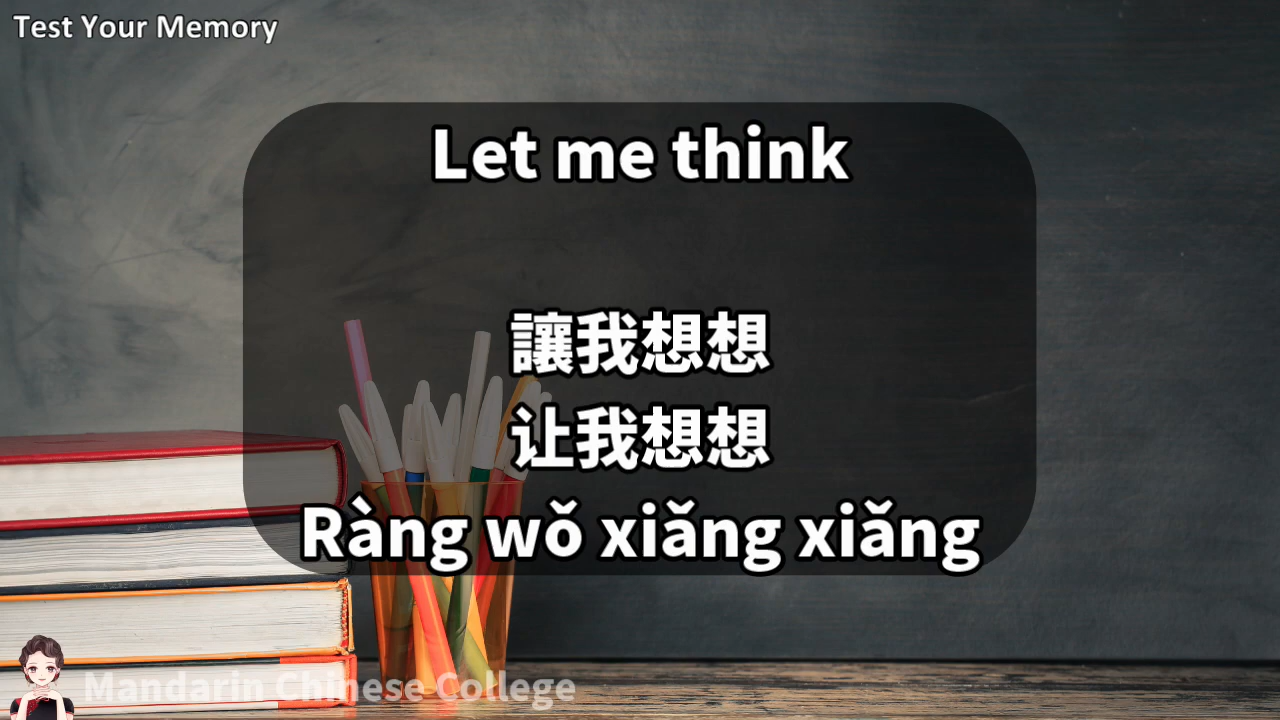 Test Your Memory
Let me think
讓我想想
让我想想
Ràng wǒ xiǎng xiǎng
Mandarin Chinese College